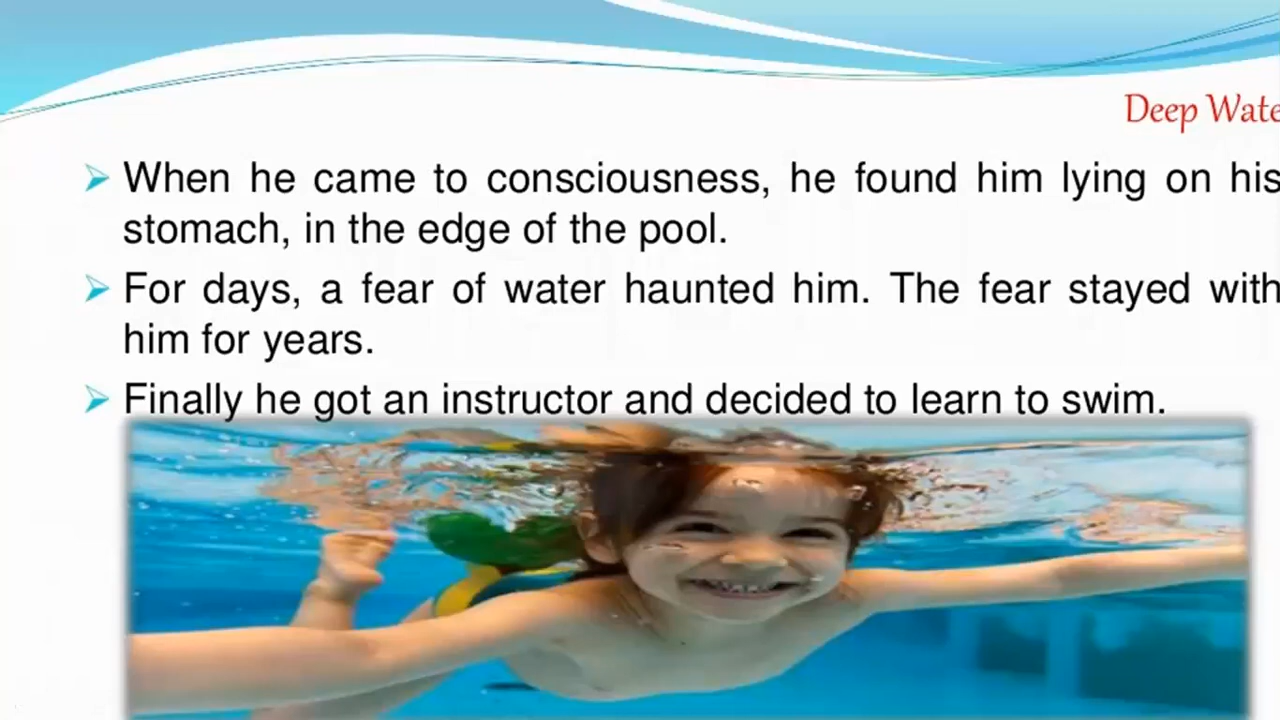 Deep Wate
When he came to consciousness, he found him lying on his
stomach, in the edge of the pool.
For days, a fear of water haunted him. The fear stayed with
him for years.
Finally he got an instructor and decided to learn to swim.